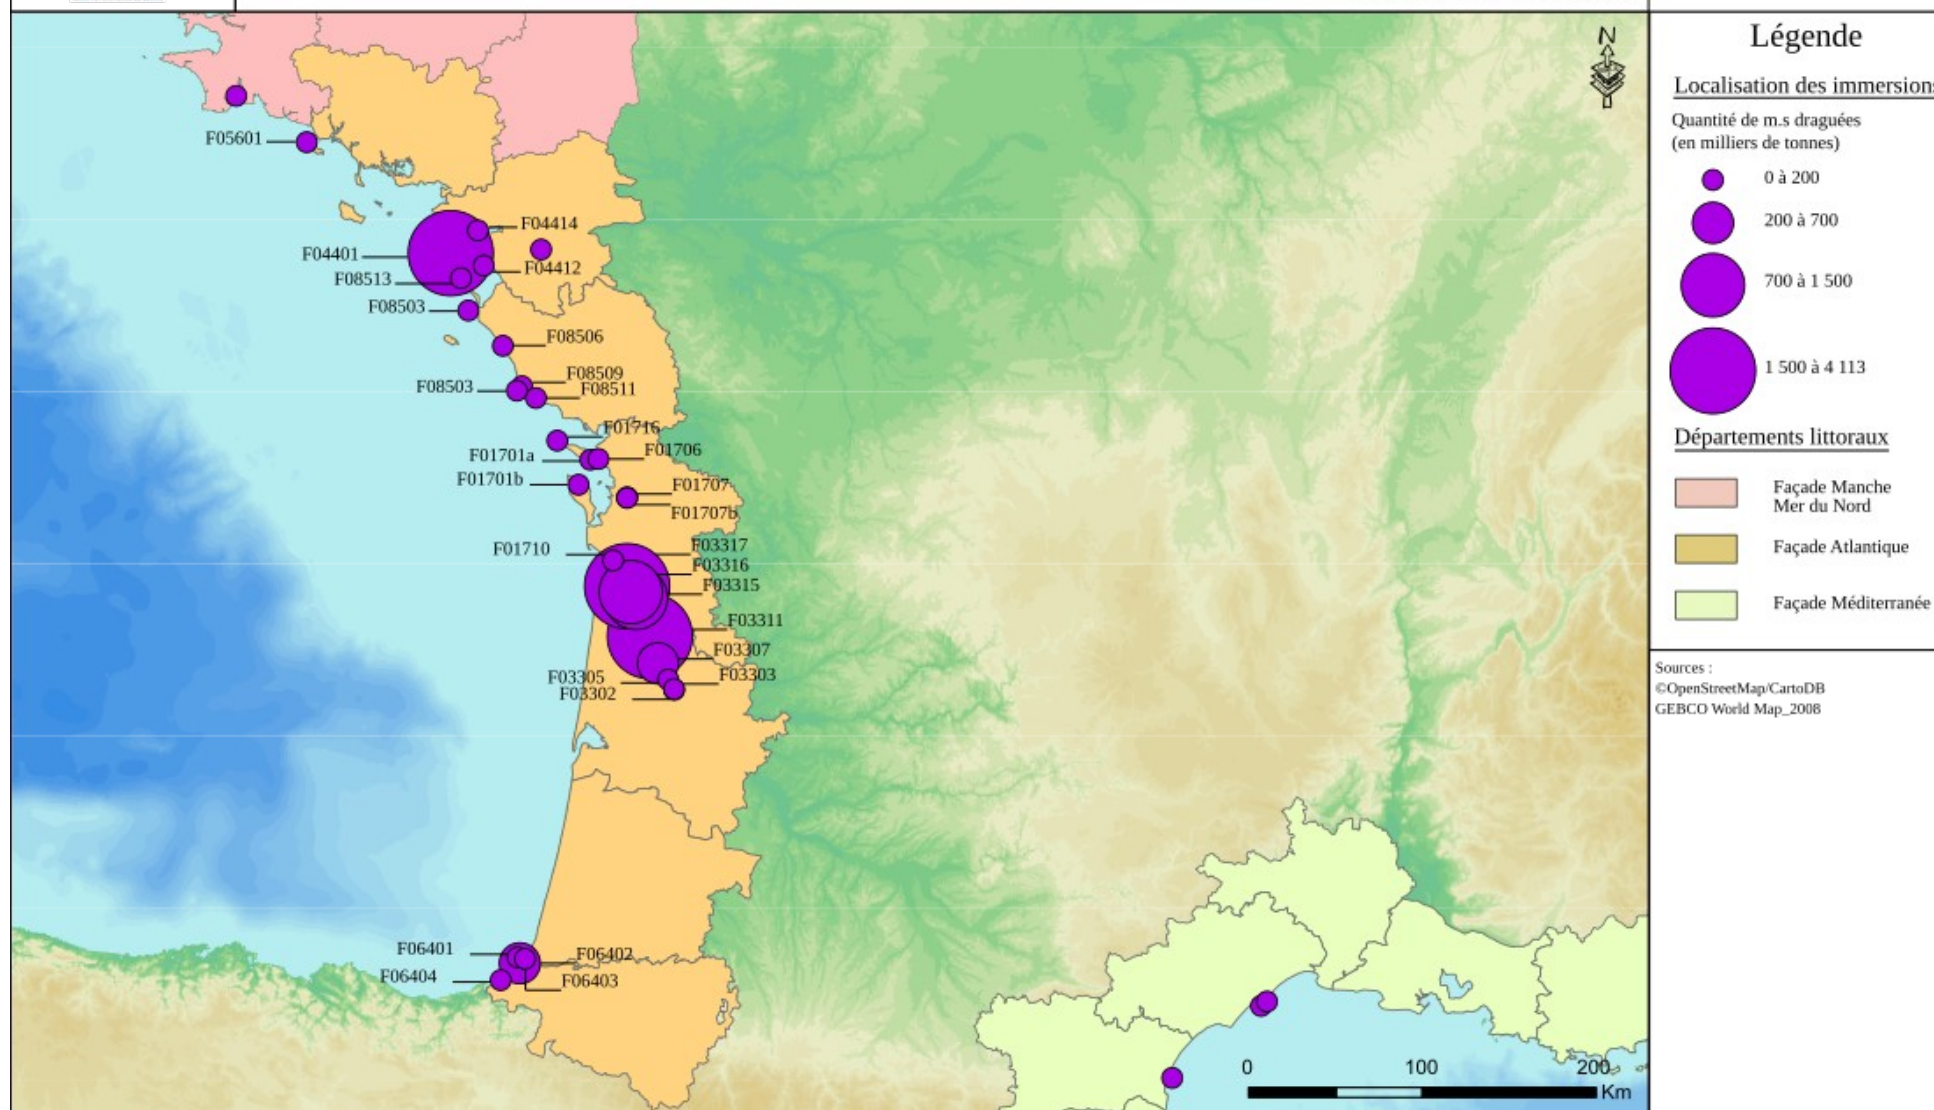 F05601
F04414
F04401
F04412
F08513
F08503
F08506
F08509
F08503
F08511
F01716
F01701a
F01706
F01701b
F01707
F01707b
F01710
F03317
F03316
F03315
F03311
F03307
F03305
F03303
F03302
F06401
F06402
F06404
F06403
0
100
200
Km
N
Légende
Localisation des immersions
Quantité de m.s draguées
(en milliers de tonnes)
0 à 200
200 à 700
700 à 1 500
1 500 à 4 113
Départements littoraux
Façade Manche
Mer du Nord
Façade Atlantique
Façade Méditerranée
Sources :
©OpenStreetMap/CartoDB
GEBCO World Map_2008